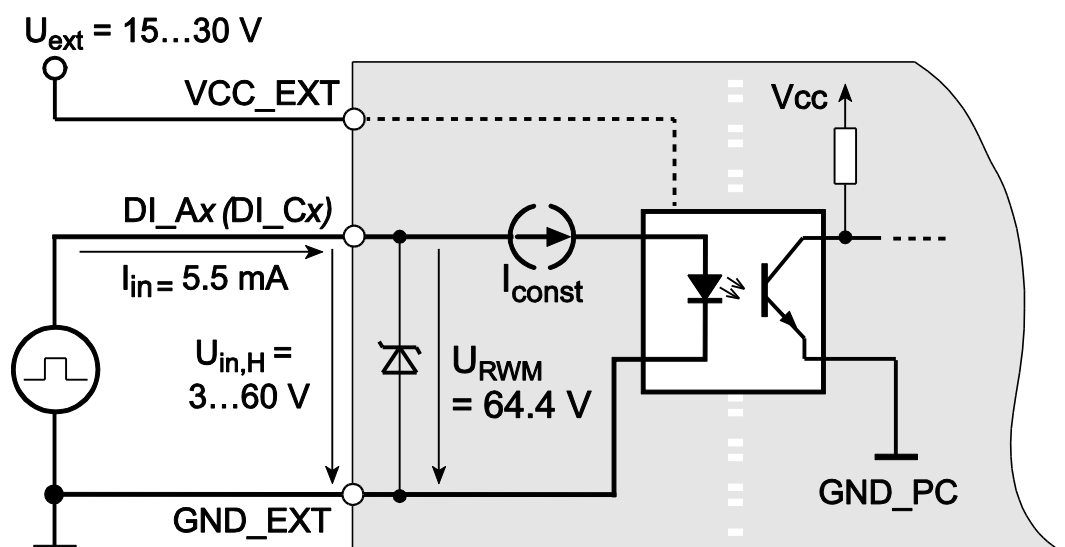 U_ext = 15…30 V
VCC_EXT
Vcc
DI_Ax (DI_Cx)
I_in = 5.5 mA
I_const
U_in,H =
3…60 V
U_RWM
= 64.4 V
GND_PC
GND_EXT